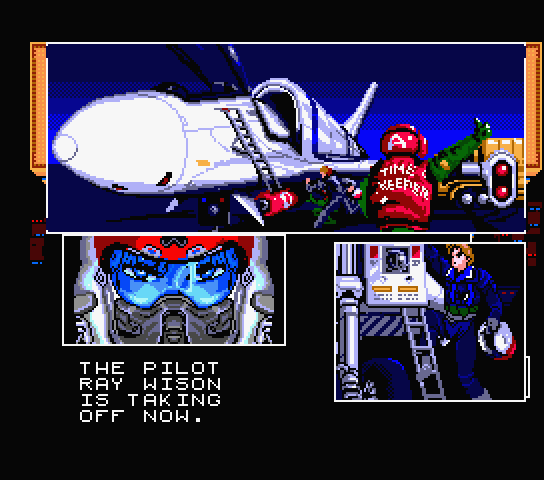 A
TIME
KEEPER
THE PILOT
RAY WISON
IS TAKING
OFF NOW.